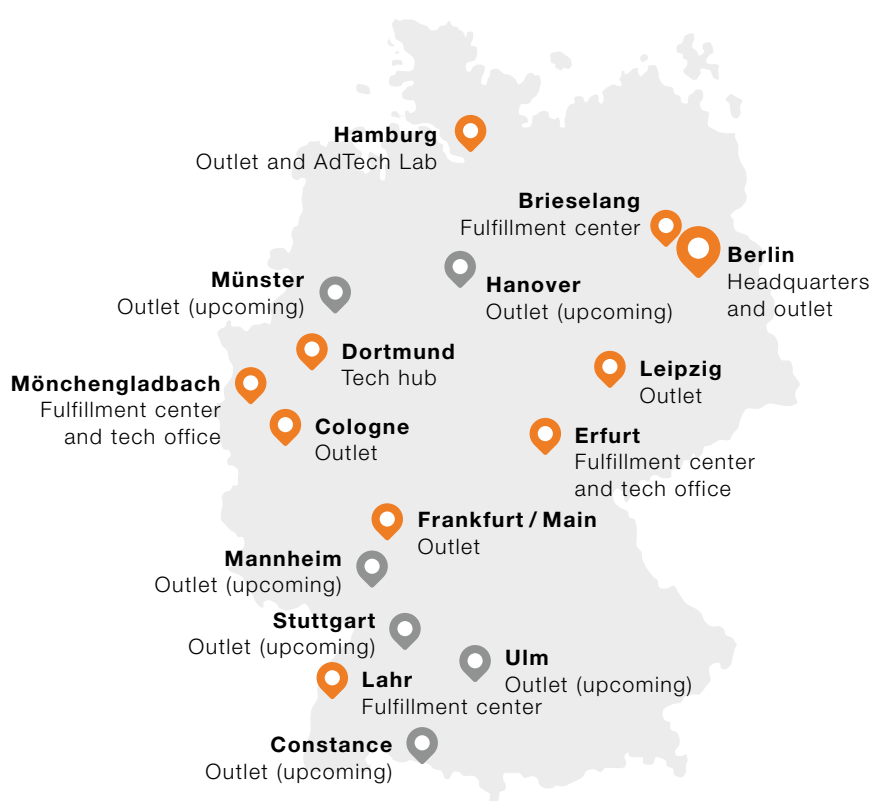 Hamburg
Outlet and AdTech Lab
Brieselang
Fulfillment center
Berlin
Headquarters
and outlet
Münster
Outlet (upcoming)
Hanover
Outlet (upcoming)
Dortmund
Tech hub
Leipzig
Outlet
Mönchengladbach
Fulfillment center
and tech office
Cologne
Outlet
Erfurt
Fulfillment center
and tech office
Frankfurt / Main
Outlet
Mannheim
Outlet (upcoming)
Stuttgart
Outlet (upcoming)
Ulm
Outlet (upcoming)
Lahr
Fulfillment center
Constance
Outlet (upcoming)